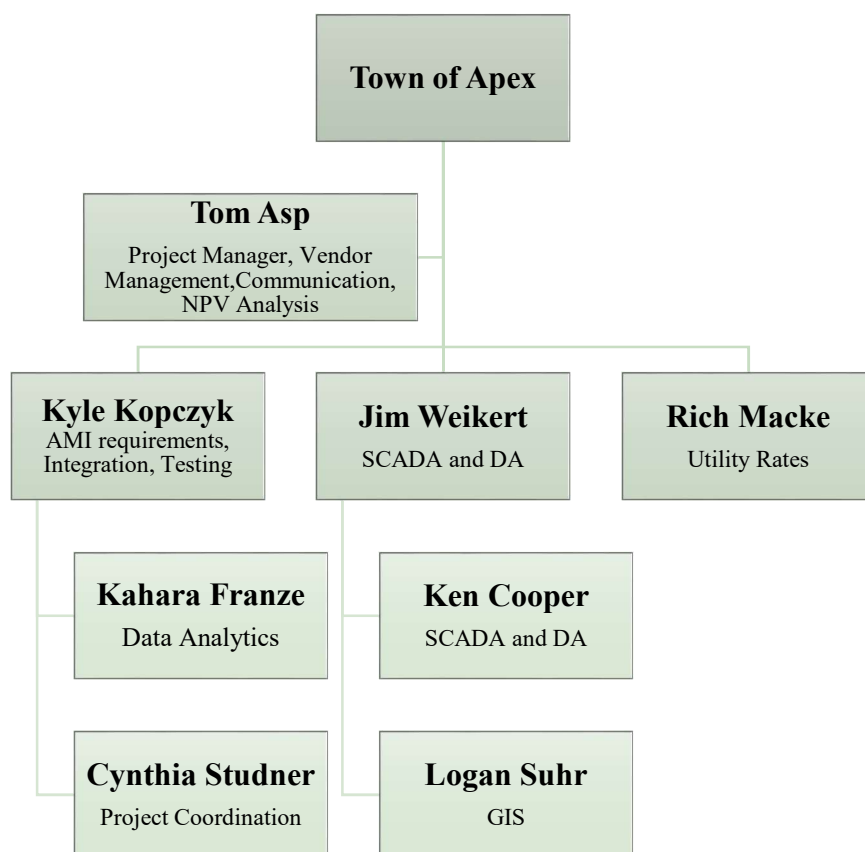 Town of Apex
Tom Asp
Project Manager, Vendor
Management,Communication,
NPV Analysis
Kyle Kopczyk
AMI requirements,
Integration, Testing
Jim Weikert
SCADA and DA
Rich Macke
Utility Rates
Kahara Franze
Data Analytics
Ken Cooper
SCADA and DA
Cynthia Studner
Project Coordination
Logan Suhr
GIS